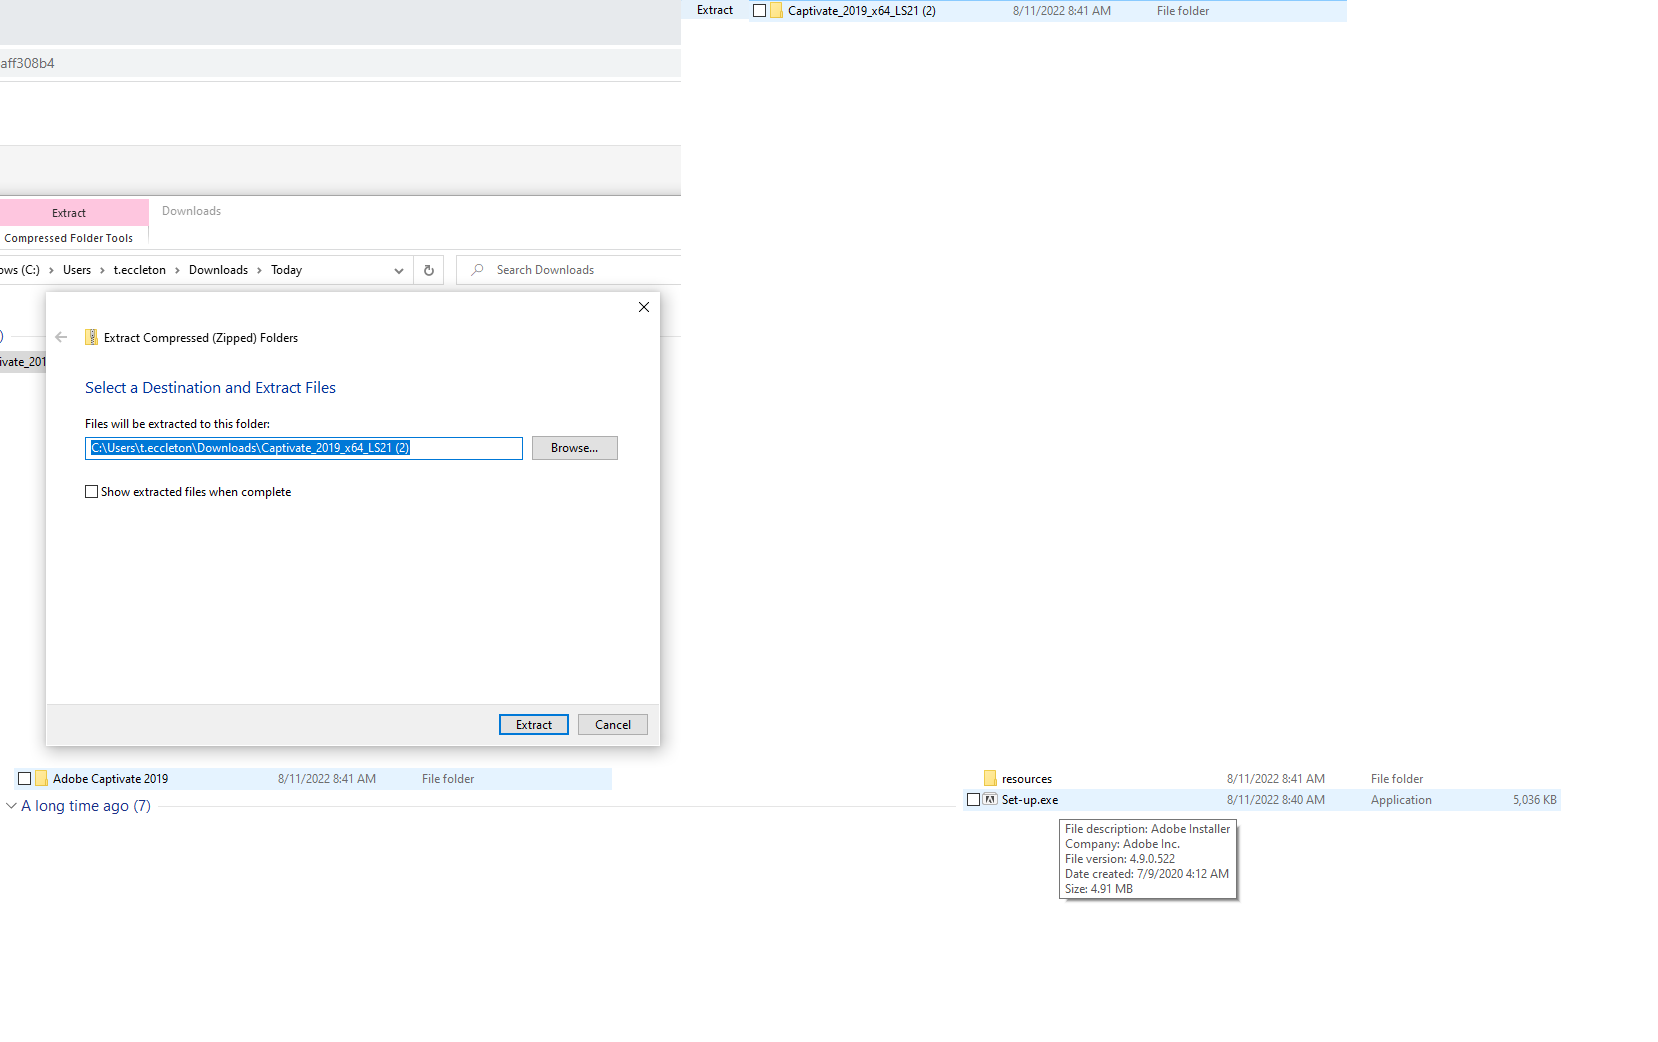 Extract
Captivate_2019_x64_LS21 (2) 8/11/2022 8:41 AM File folder
aff308b4
Extract
Downloads
Compressed Folder Tools
ows (C:) > Users > t.eccleton > Downloads > Today
Search Downloads
ivate_201
Extract Compressed (Zipped) Folders
Select a Destination and Extract Files
Files will be extracted to this folder:
C:\Users\t.eccleton\Downloads\Captivate_2019_x64_LS21 (2)
Browse...
Show extracted files when complete
Extract
Cancel
Adobe Captivate 2019 8/11/2022 8:41 AM File folder
A long time ago (7)
resources 8/11/2022 8:41 AM File folder
Set-up.exe 8/11/2022 8:40 AM Application 5,036 KB
File description: Adobe Installer
Company: Adobe Inc.
File version: 4.9.0.522
Date created: 7/9/2020 4:12 AM
Size: 4.91 MB